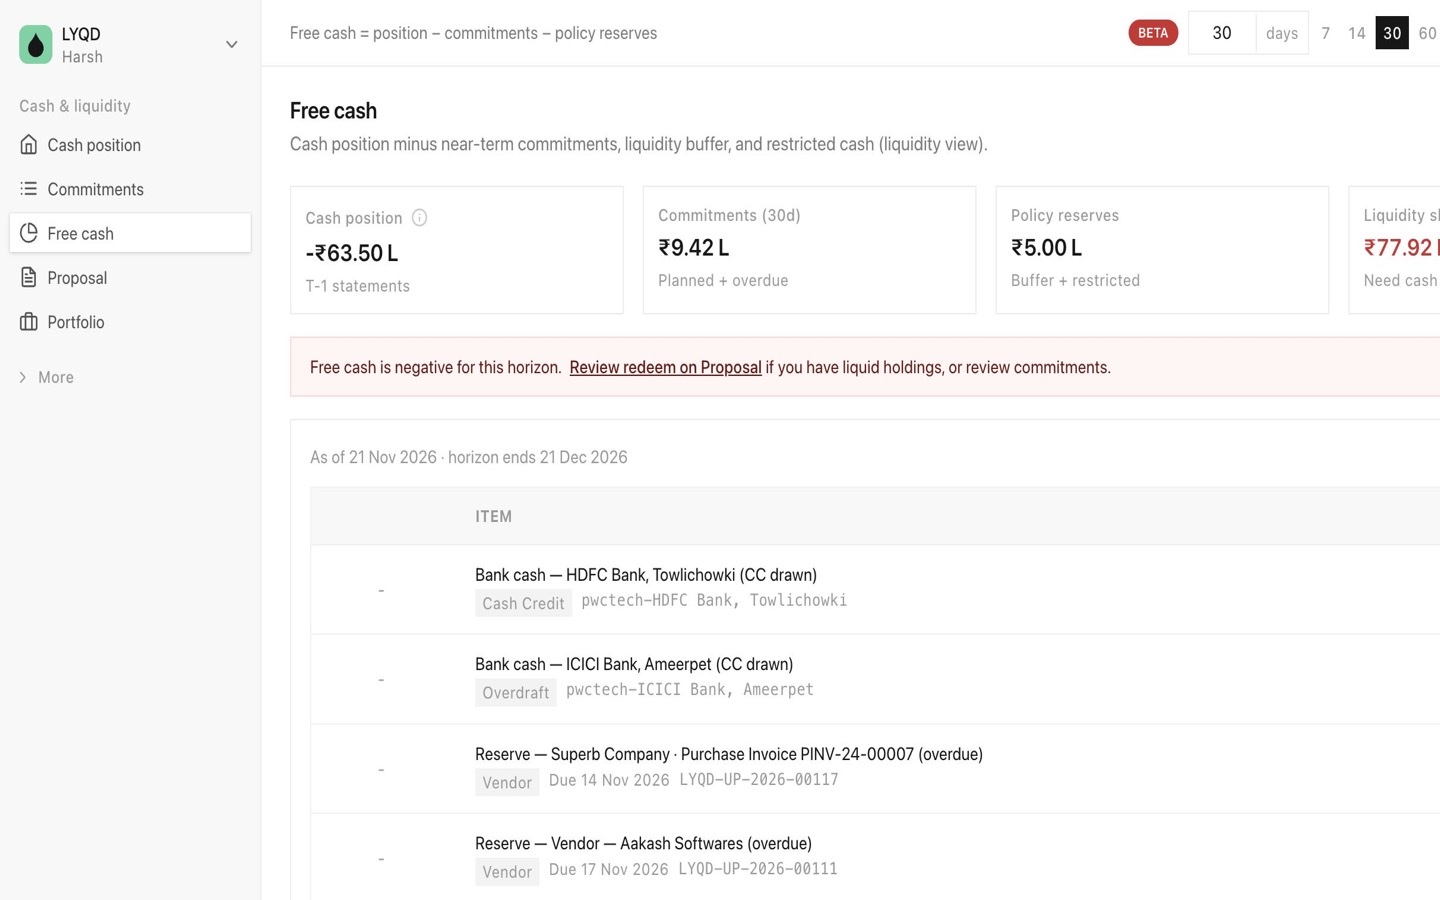 LYQD
Harsh
Cash & liquidity
Cash position
Commitments
Free cash
Proposal
Portfolio
More
Free cash = position – commitments – policy reserves
BETA
30 days 7 14 30 60
Free cash
Cash position minus near-term commitments, liquidity buffer, and restricted cash (liquidity view).
Cash position
-₹63.50 L
T-1 statements
Commitments (30d)
₹9.42 L
Planned + overdue
Policy reserves
₹5.00 L
Buffer + restricted
Liquidity
₹77.92
Need cash
Free cash is negative for this horizon. Review redeem on Proposal if you have liquid holdings, or review commitments.
As of 21 Nov 2026 · horizon ends 21 Dec 2026
ITEM
-
Bank cash — HDFC Bank, Towlichowki (CC drawn)
Cash Credit pwctech-HDFC Bank, Towlichowki
-
Bank cash — ICICI Bank, Ameerpet (CC drawn)
Overdraft pwctech-ICICI Bank, Ameerpet
-
Reserve — Superb Company · Purchase Invoice PINV-24-00007 (overdue)
Vendor Due 14 Nov 2026 LYQD-UP-2026-00117
-
Reserve — Vendor — Aakash Softwares (overdue)
Vendor Due 17 Nov 2026 LYQD-UP-2026-00111